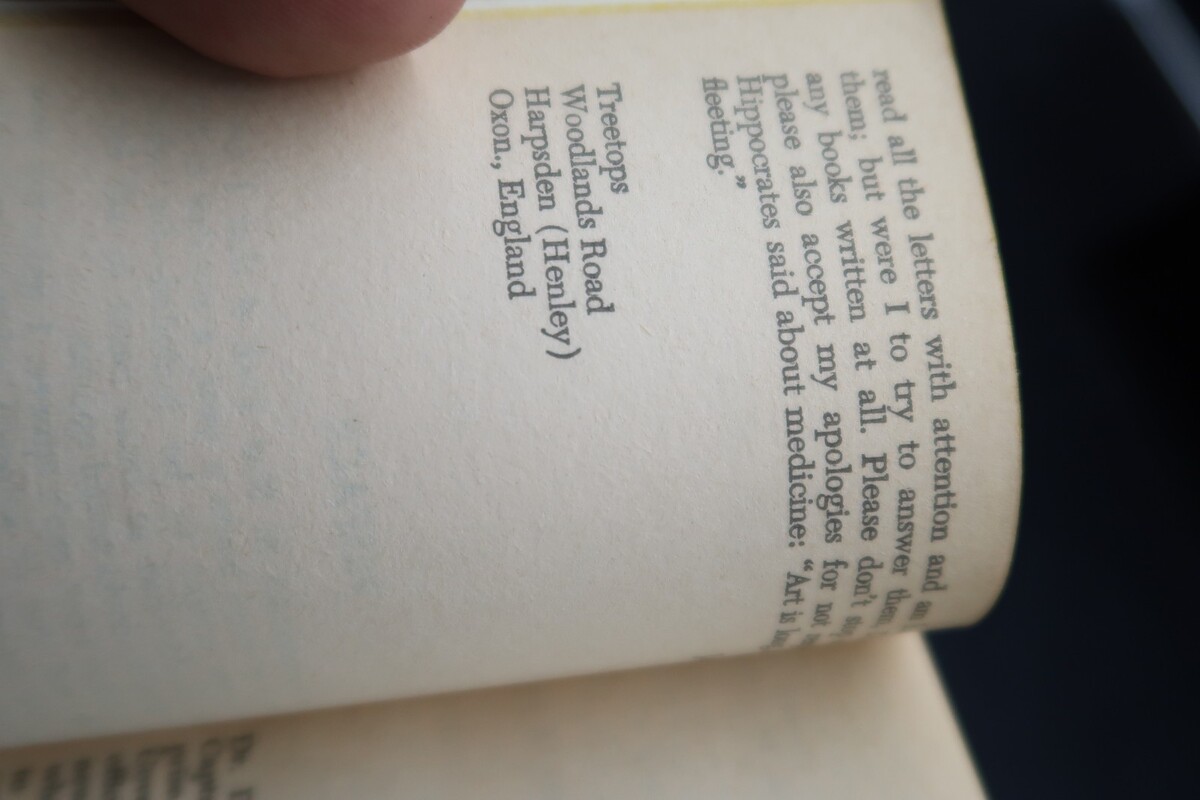 read all the letters with attention and
them; but were I to try to answer
any books written at all. Please don't
please also accept my apologies for not
Hippocrates said about medicine: "Art is
fleeting."
Treetops
Woodlands Road
Harpsden (Henley)
Oxon., England